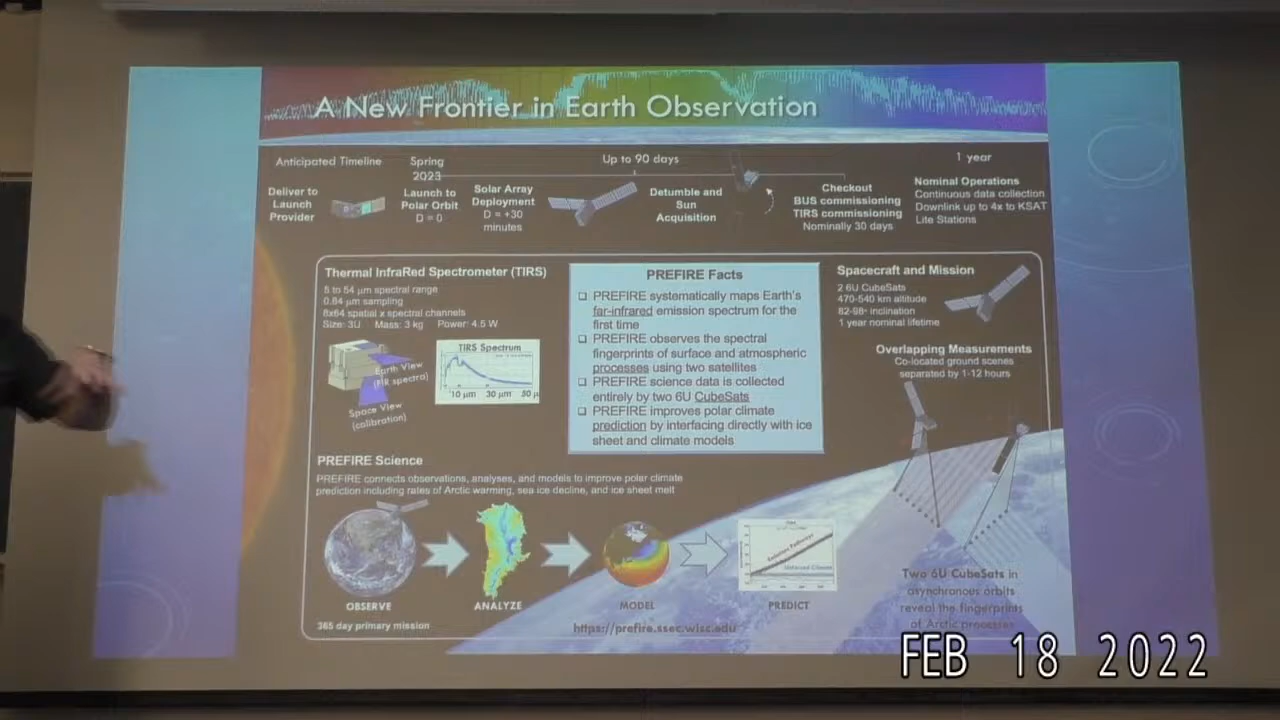 A New Frontier in Earth Observation
Anticipated Timeline
Spring
2023
Up to 90 days
1 year
Deliver to
Launch
Provider
Launch to
Polar Orbit
D = 0
Solar Array
Deployment
D = +30
minutes
Detumble and
Sun
Acquisition
Checkout
BUS commissioning
TIRS commissioning
Nominally 30 days
Nominal Operations
Continuous data collection
Downlink up to 4x to KSAT
Lite Stations
Thermal InfraRed Spectrometer (TIRS)
5 to 54 µm spectral range
0.84 µm sampling
8x64 spatial x spectral channels
Size: 3U Mass: 3 kg Power: 4.5 W
Earth View
(FIR spectra)
Space View
(calibration)
TIRS Spectrum
10 µm 30 µm 50 µ
PREFIRE Facts
❑ PREFIRE systematically maps Earth's
far-infrared emission spectrum for the
first time
❑ PREFIRE observes the spectral
fingerprints of surface and atmospheric
processes using two satellites
❑ PREFIRE science data is collected
entirely by two 6U CubeSats
❑ PREFIRE improves polar climate
prediction by interfacing directly with ice
sheet and climate models
Spacecraft and Mission
2 6U CubeSats
470-540 km altitude
82-98° inclination
1 year nominal lifetime
Overlapping Measurements
Co-located ground scenes
separated by 1-12 hours
PREFIRE Science
PREFIRE connects observations, analyses, and models to improve polar climate
prediction including rates of Arctic warming, sea ice decline, and ice sheet melt
OBSERVE
ANALYZE
MODEL
PREDICT
365 day primary mission
https://prefire.ssec.wisc.edu
Two 6U CubeSats in
asynchronous orbits
reveal the fingerprints
of Arctic processes
FEB 18 2022